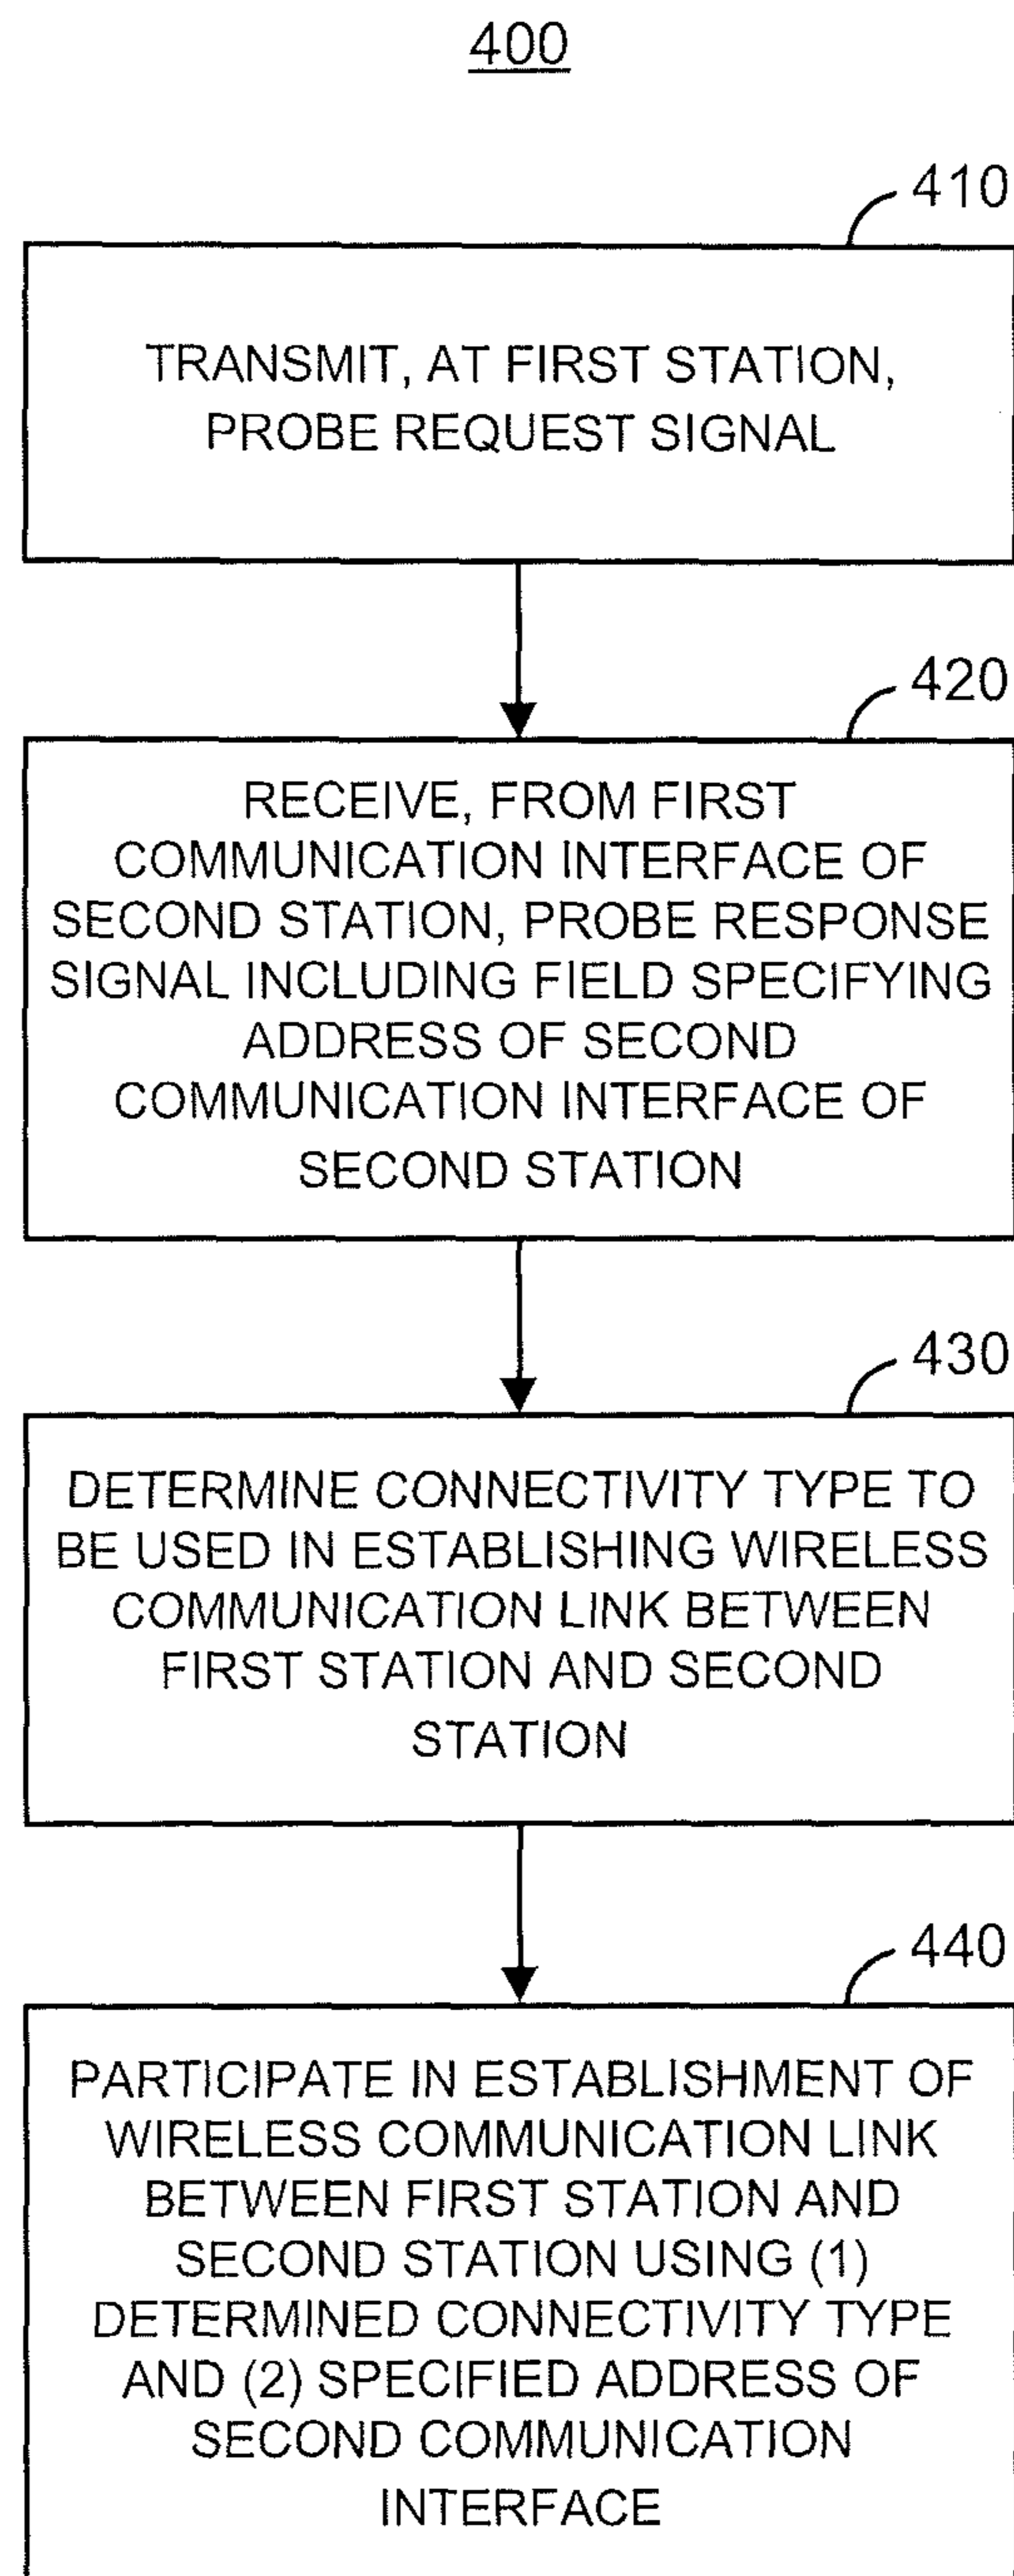 400
410
TRANSMIT, AT FIRST STATION,
PROBE REQUEST SIGNAL
420
RECEIVE, FROM FIRST
COMMUNICATION INTERFACE OF
SECOND STATION, PROBE RESPONSE
SIGNAL INCLUDING FIELD SPECIFYING
ADDRESS OF SECOND
COMMUNICATION INTERFACE OF
SECOND STATION
430
DETERMINE CONNECTIVITY TYPE TO
BE USED IN ESTABLISHING WIRELESS
COMMUNICATION LINK BETWEEN
FIRST STATION AND SECOND
STATION
440
PARTICIPATE IN ESTABLISHMENT OF
WIRELESS COMMUNICATION LINK
BETWEEN FIRST STATION AND
SECOND STATION USING (1)
DETERMINED CONNECTIVITY TYPE
AND (2) SPECIFIED ADDRESS OF
SECOND COMMUNICATION
INTERFACE